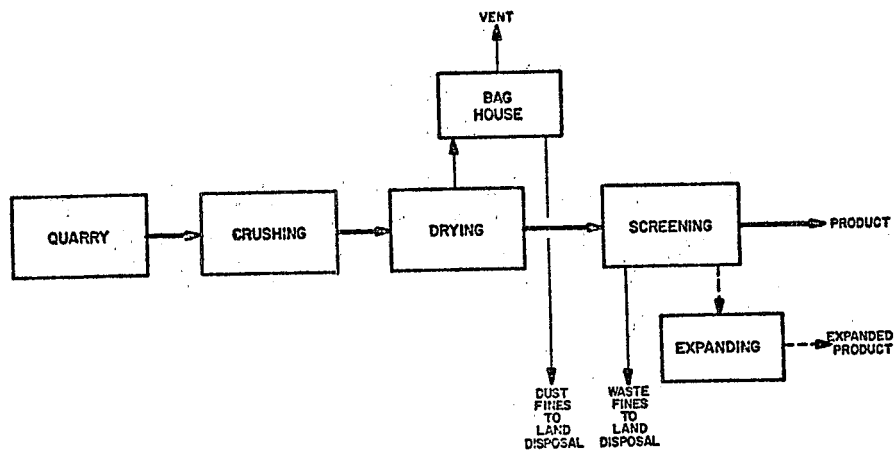 VENT
BAG
HOUSE
QUARRY
CRUSHING
DRYING
SCREENING
PRODUCT
EXPANDING
EXPANDED
PRODUCT
DUST
FINES
TO
LAND
DISPOSAL
WASTE
FINES
TO
LAND
DISPOSAL